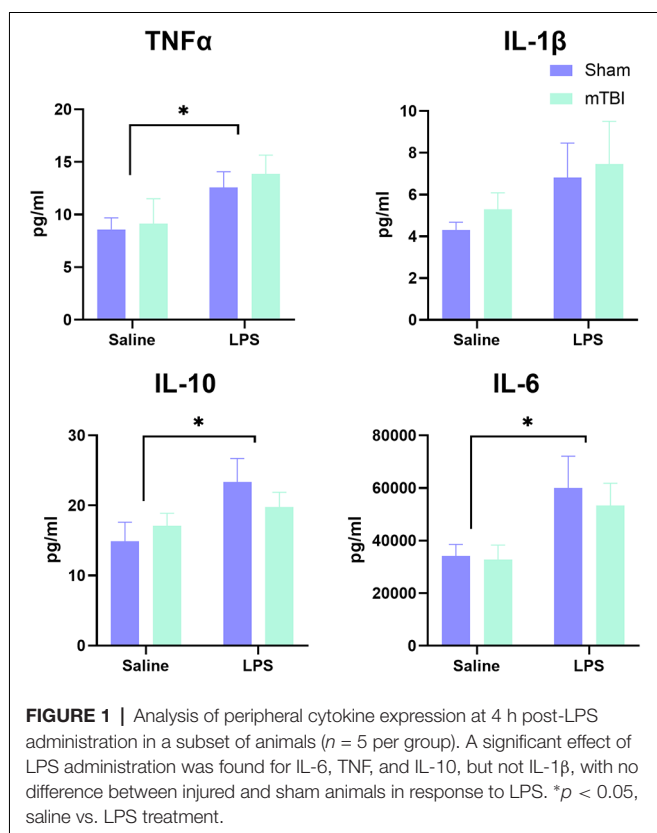 TNFα
IL-1β
Sham
mTBI
20
15
10
5
0
pg/ml
*
Saline
LPS
10
8
6
4
2
0
pg/ml
Saline
LPS
IL-10
IL-6
30
20
10
0
pg/ml
*
Saline
LPS
80000
60000
40000
20000
0
pg/ml
*
Saline
LPS
FIGURE 1 | Analysis of peripheral cytokine expression at 4 h post-LPS
administration in a subset of animals (n = 5 per group). A significant effect of
LPS administration was found for IL-6, TNF, and IL-10, but not IL-1β, with no
difference between injured and sham animals in response to LPS. *p < 0.05,
saline vs. LPS treatment.